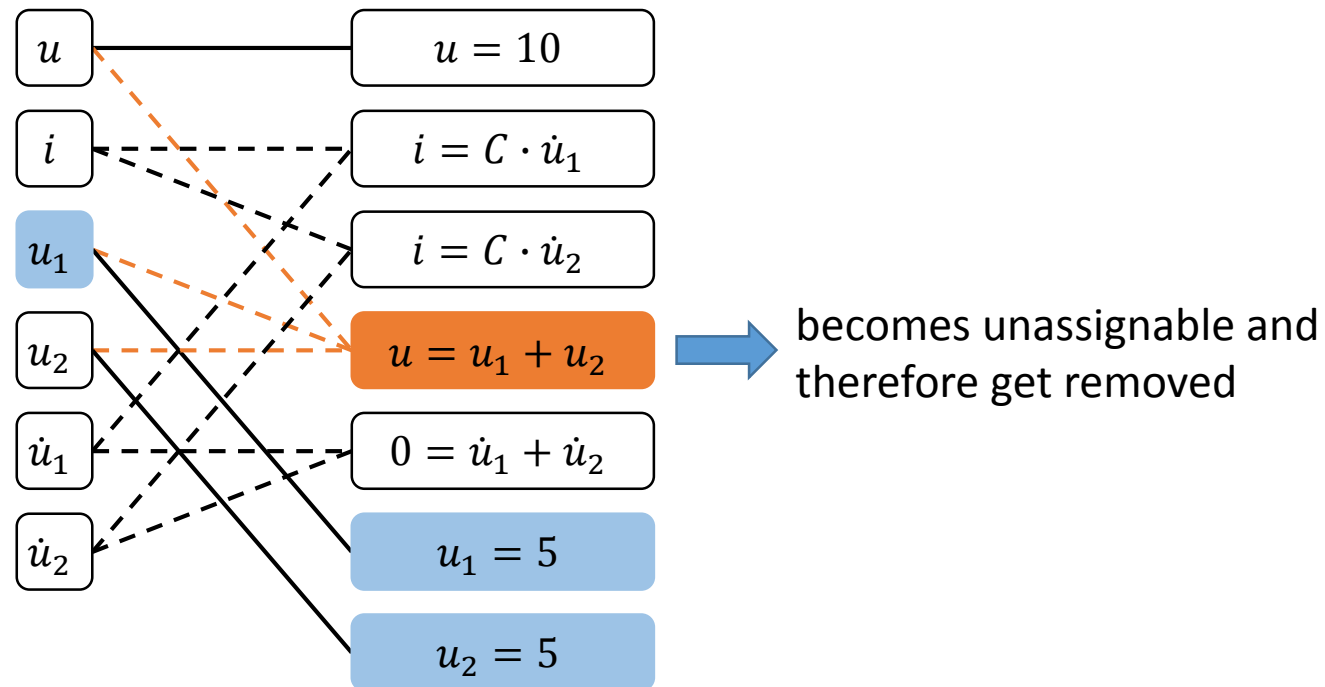 u
u = 10
i
i = C · u̇₁
u₁
i = C · u̇₂
u₂
u = u₁ + u₂
becomes unassignable and
therefore get removed
u̇₁
0 = u̇₁ + u̇₂
u̇₂
u₁ = 5
u₂ = 5